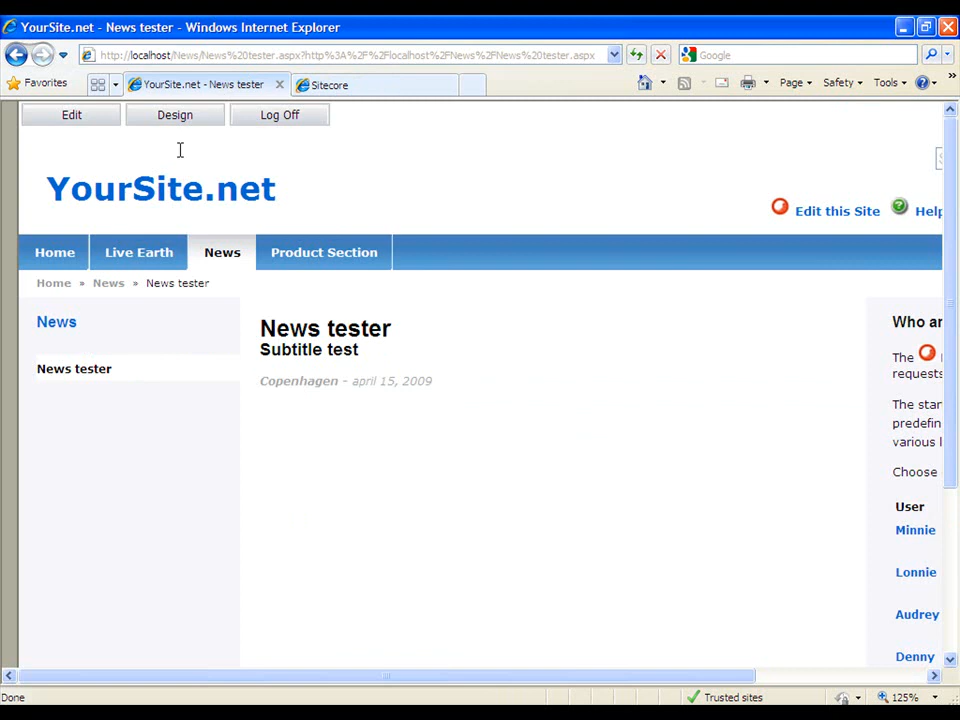 YourSite.net - News tester - Windows Internet Explorer
http://localhost/News/News%20tester.aspx?http%3A%2F%2Flocalhost%2FNews%2FNews%20tester.aspx
Google
Favorites
YourSite.net - News tester
Sitecore
Page
Safety
Tools
Edit
Design
Log Off
YourSite.net
Edit this Site
Help
Home
Live Earth
News
Product Section
Home » News » News tester
News
News tester
News tester
Subtitle test
Copenhagen - april 15, 2009
Who ar
The
requests
The star
predefin
various l
Choose
User
Minnie
Lonnie
Audrey
Denny
Done
Trusted sites
125%